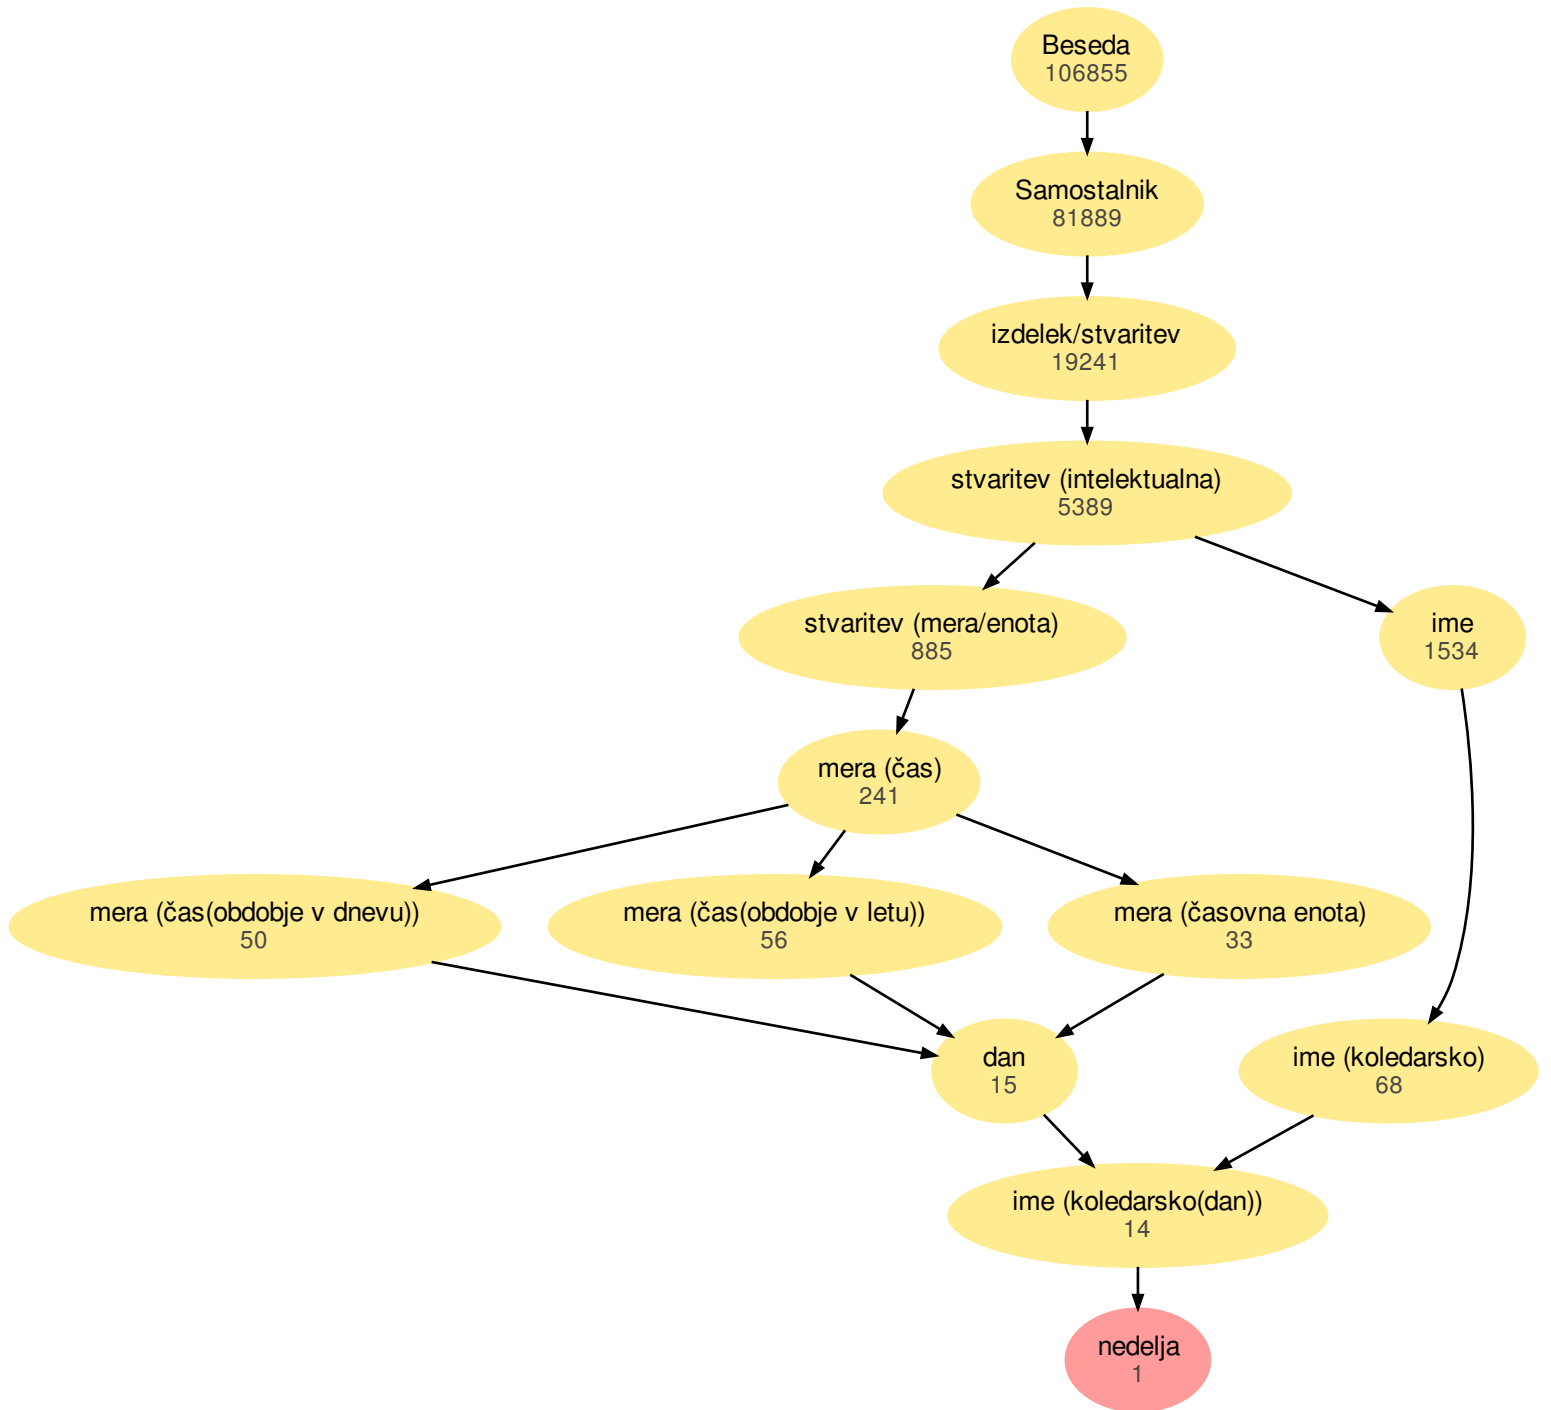 Beseda
106855
Samostalnik
81889
izdelek/stvaritev
19241
stvaritev (intelektualna)
5389
stvaritev (mera/enota)
885
ime
1534
mera (čas)
241
mera (čas(obdobje v dnevu))
50
mera (čas(obdobje v letu))
56
mera (časovna enota)
33
dan
15
ime (koledarsko)
68
ime (koledarsko(dan))
14
nedelja
1